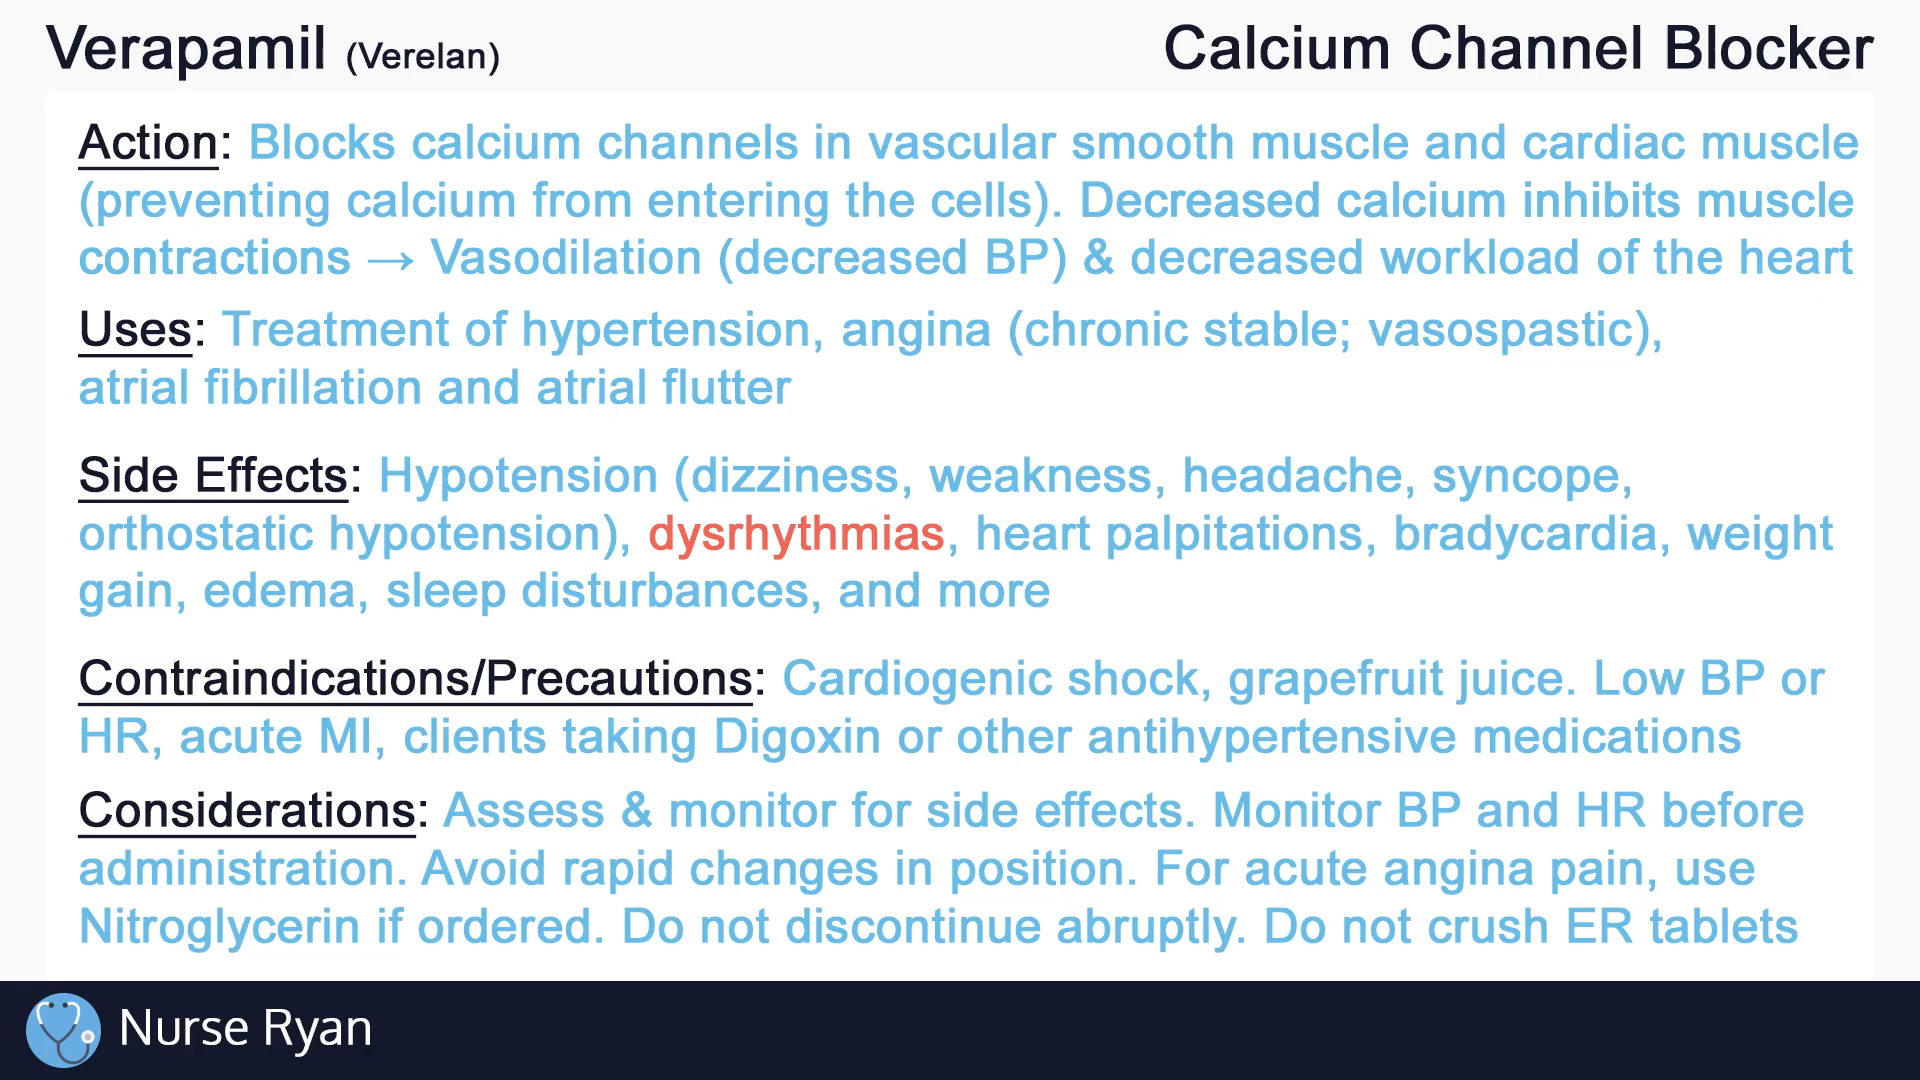 Verapamil (Verelan)
Calcium Channel Blocker
Action: Blocks calcium channels in vascular smooth muscle and cardiac muscle
(preventing calcium from entering the cells). Decreased calcium inhibits muscle
contractions → Vasodilation (decreased BP) & decreased workload of the heart
Uses: Treatment of hypertension, angina (chronic stable; vasospastic),
atrial fibrillation and atrial flutter
Side Effects: Hypotension (dizziness, weakness, headache, syncope,
orthostatic hypotension), dysrhythmias, heart palpitations, bradycardia, weight
gain, edema, sleep disturbances, and more
Contraindications/Precautions: Cardiogenic shock, grapefruit juice. Low BP or
HR, acute MI, clients taking Digoxin or other antihypertensive medications
Considerations: Assess & monitor for side effects. Monitor BP and HR before
administration. Avoid rapid changes in position. For acute angina pain, use
Nitroglycerin if ordered. Do not discontinue abruptly. Do not crush ER tablets
Nurse Ryan